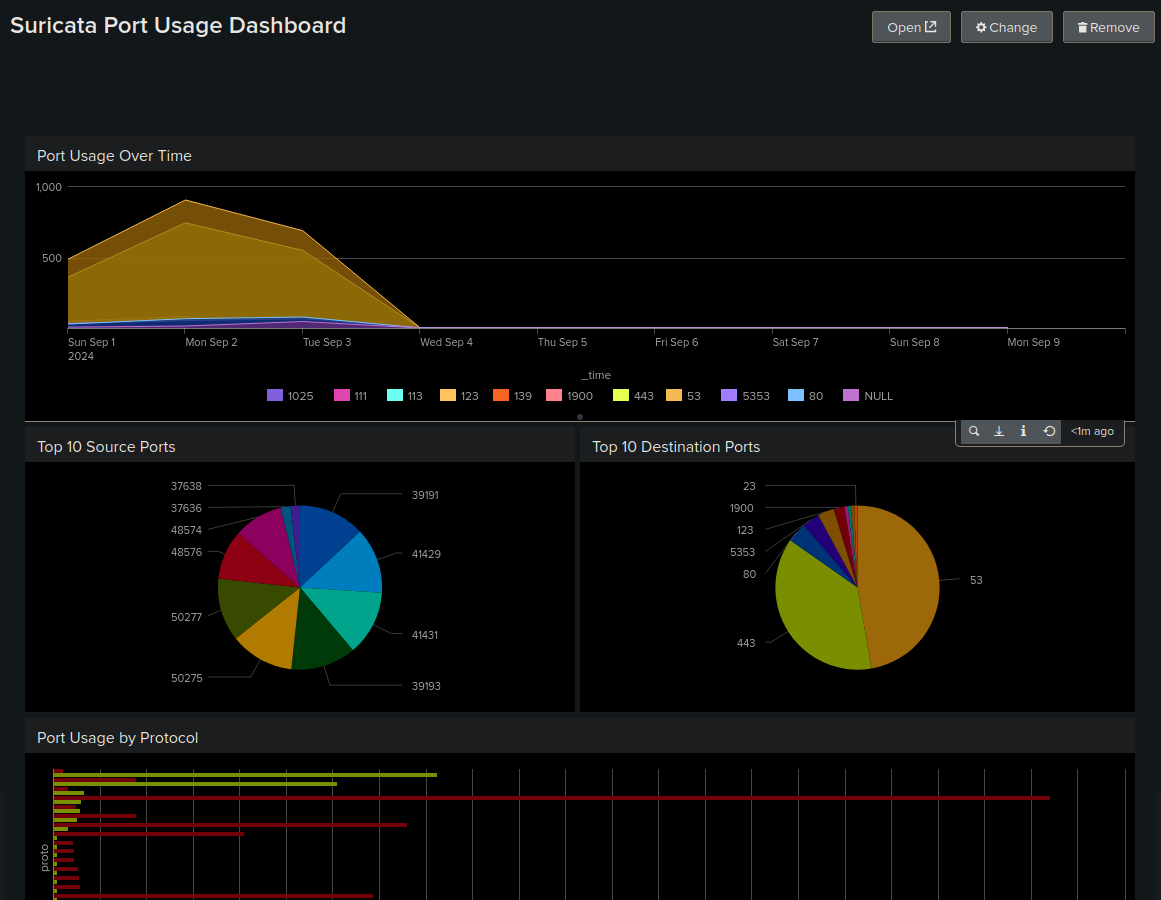 Suricata Port Usage Dashboard
Open
Change
Remove
Port Usage Over Time
1,000
500
Sun Sep 1 Mon Sep 2 Tue Sep 3 Wed Sep 4 Thu Sep 5 Fri Sep 6 Sat Sep 7 Sun Sep 8 Mon Sep 9
2024
_time
1025 111 113 123 139 1900 443 53 5353 80 NULL
<1m ago
Top 10 Source Ports
37638
37636
48574
48576
50277
50275
39191
41429
41431
39193
Top 10 Destination Ports
23
1900
123
5353
80
443
53
Port Usage by Protocol
proto